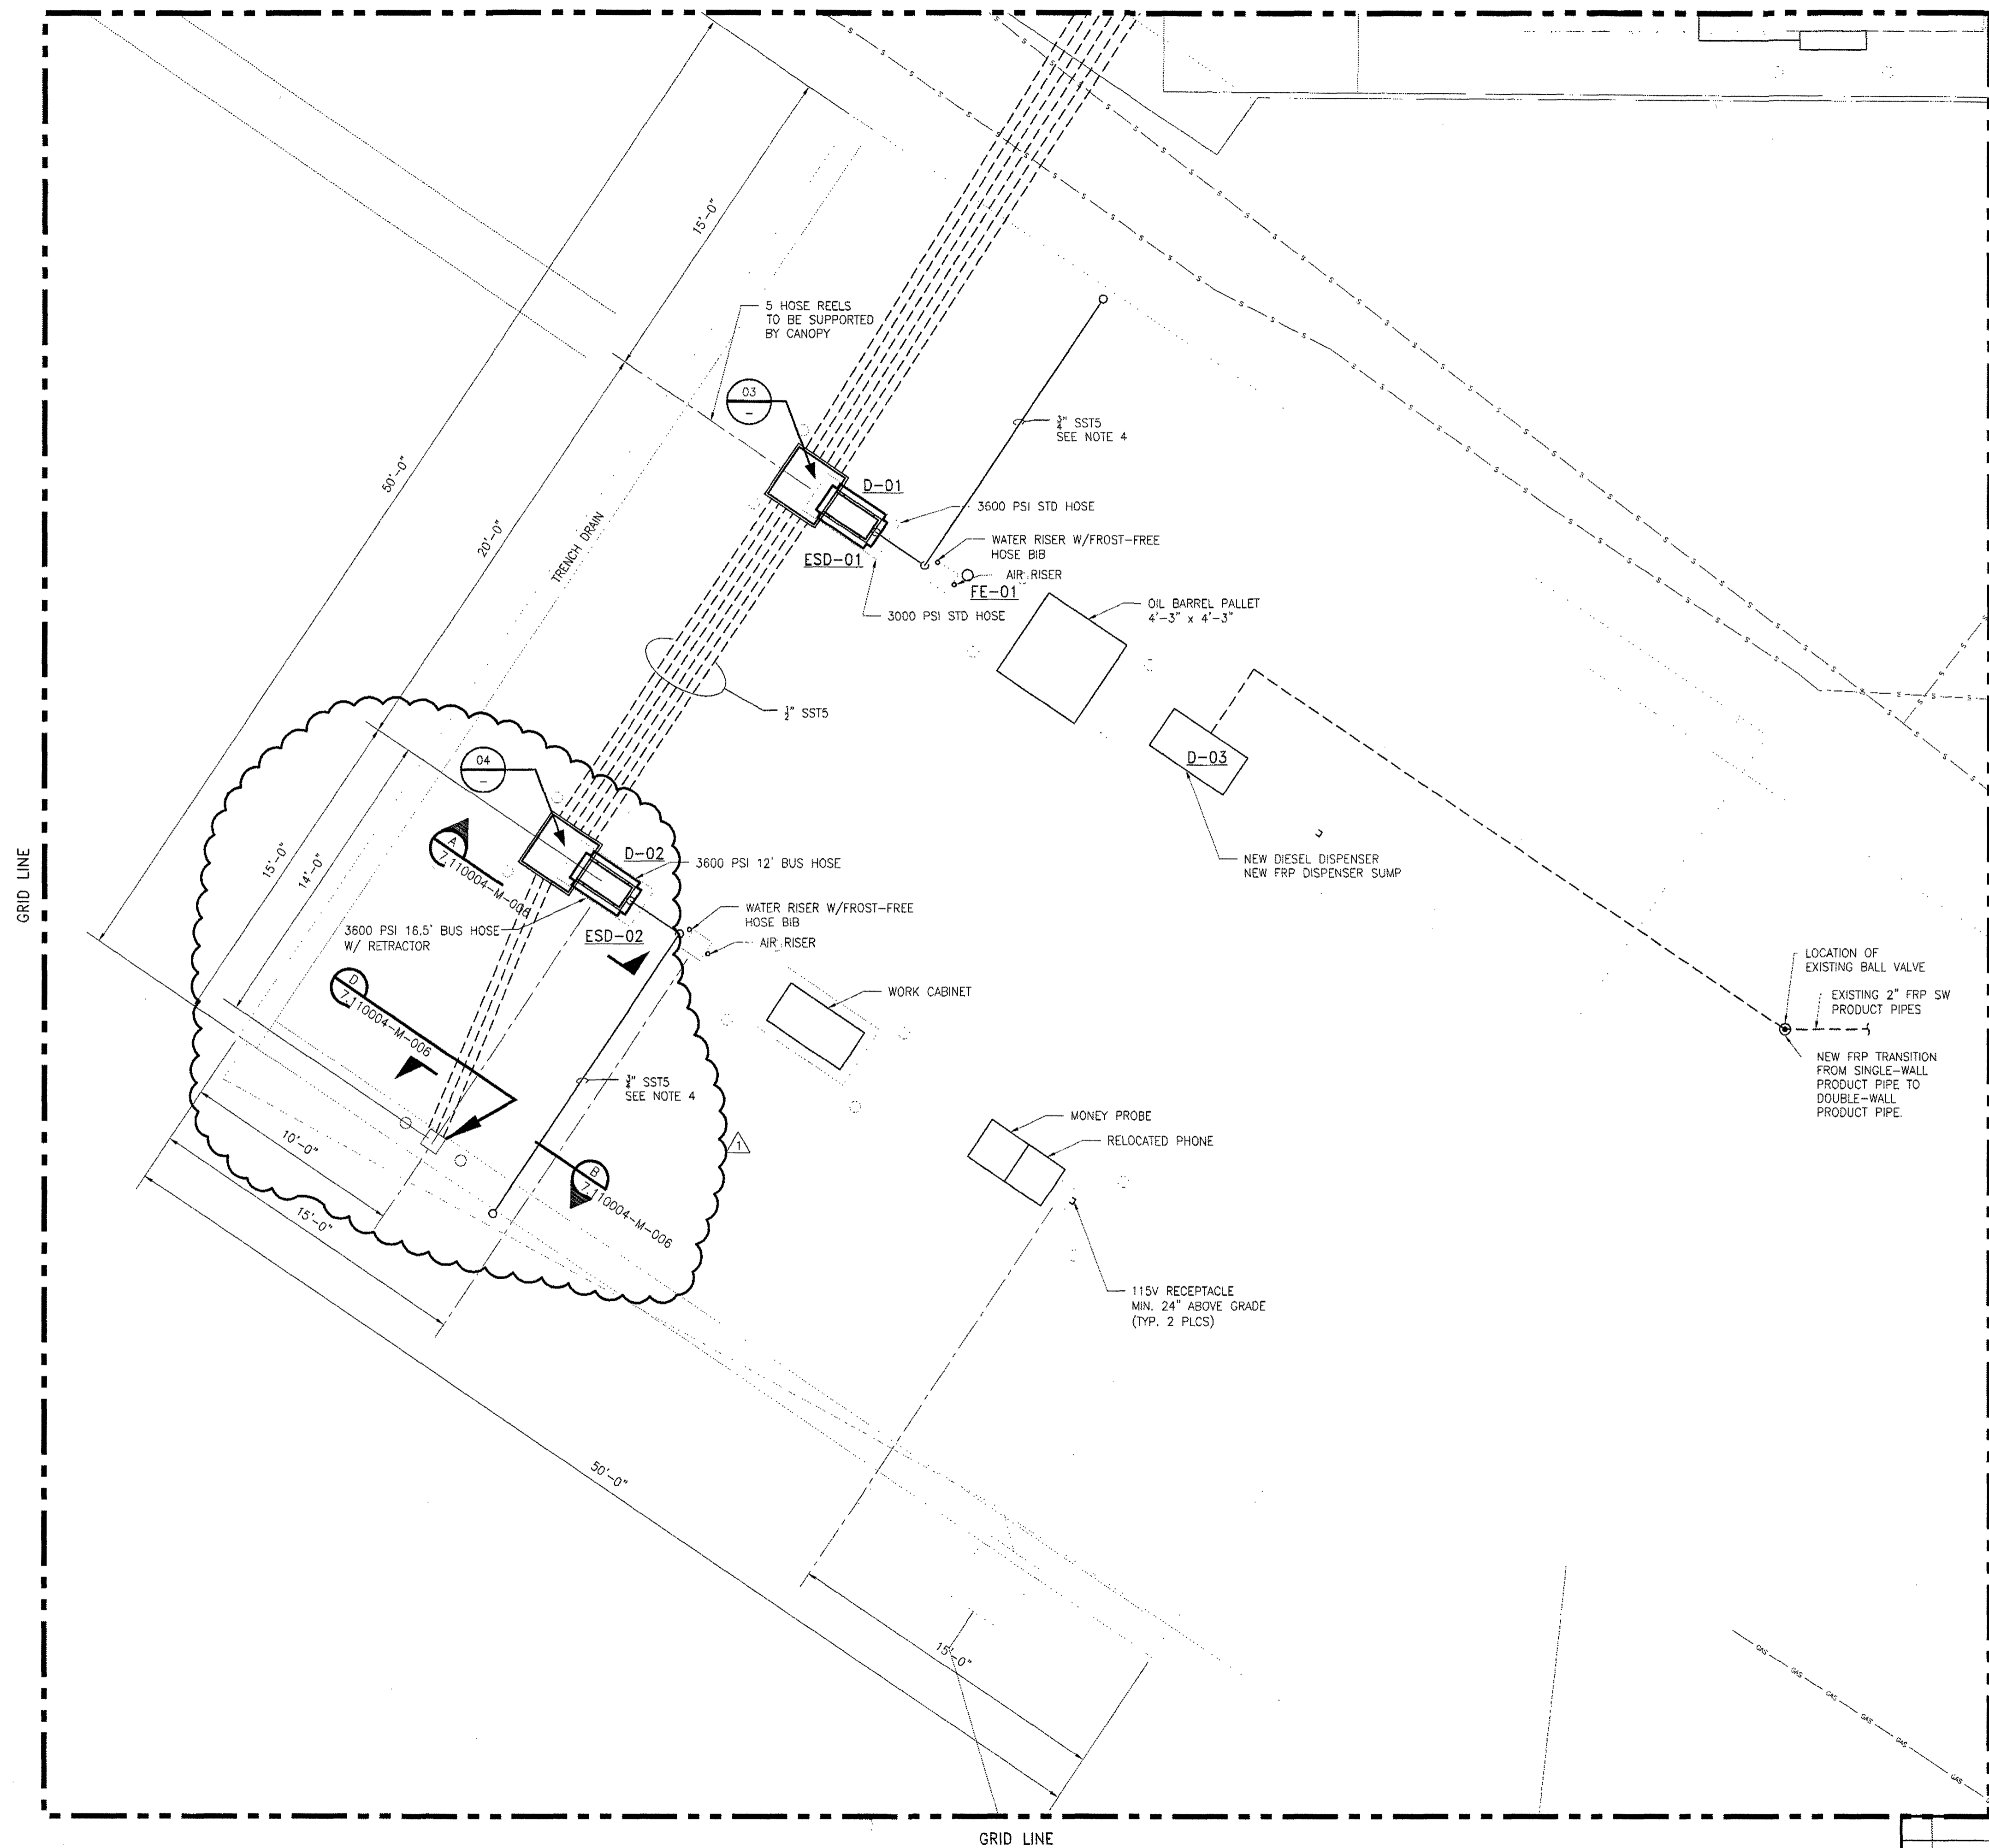 15'-0"
5 HOSE REELS
TO BE SUPPORTED
BY CANOPY
03
-
50'-0"
20'-0"
TRENCH DRAIN
3/4" SST5
SEE NOTE 4
D-01
3600 PSI STD HOSE
WATER RISER W/FROST-FREE
HOSE BIB
ESD-01
AIR RISER
FE-01
3000 PSI STD HOSE
OIL BARREL PALLET
4'-3" x 4'-3"
1/2" SST5
04
-
D-03
NEW DIESEL DISPENSER
NEW FRP DISPENSER SUMP
15'-0"
14'-0"
A
7.110004-M-006
D-02
3600 PSI 12' BUS HOSE
GRID LINE
3600 PSI 16.5' BUS HOSE
W/ RETRACTOR
ESD-02
WATER RISER W/FROST-FREE
HOSE BIB
AIR RISER
WORK CABINET
LOCATION OF
EXISTING BALL VALVE
EXISTING 2" FRP SW
PRODUCT PIPES
NEW FRP TRANSITION
FROM SINGLE-WALL
PRODUCT PIPE TO
DOUBLE-WALL
PRODUCT PIPE.
D
7.110004-M-006
3/4" SST5
SEE NOTE 4
1
MONEY PROBE
RELOCATED PHONE
10'-0"
15'-0"
B
7.110004-M-006
115V RECEPTACLE
MIN. 24" ABOVE GRADE
(TYP. 2 PLCS)
50'-0"
15'-0"
GAS GAS GAS GAS GAS
GRID LINE